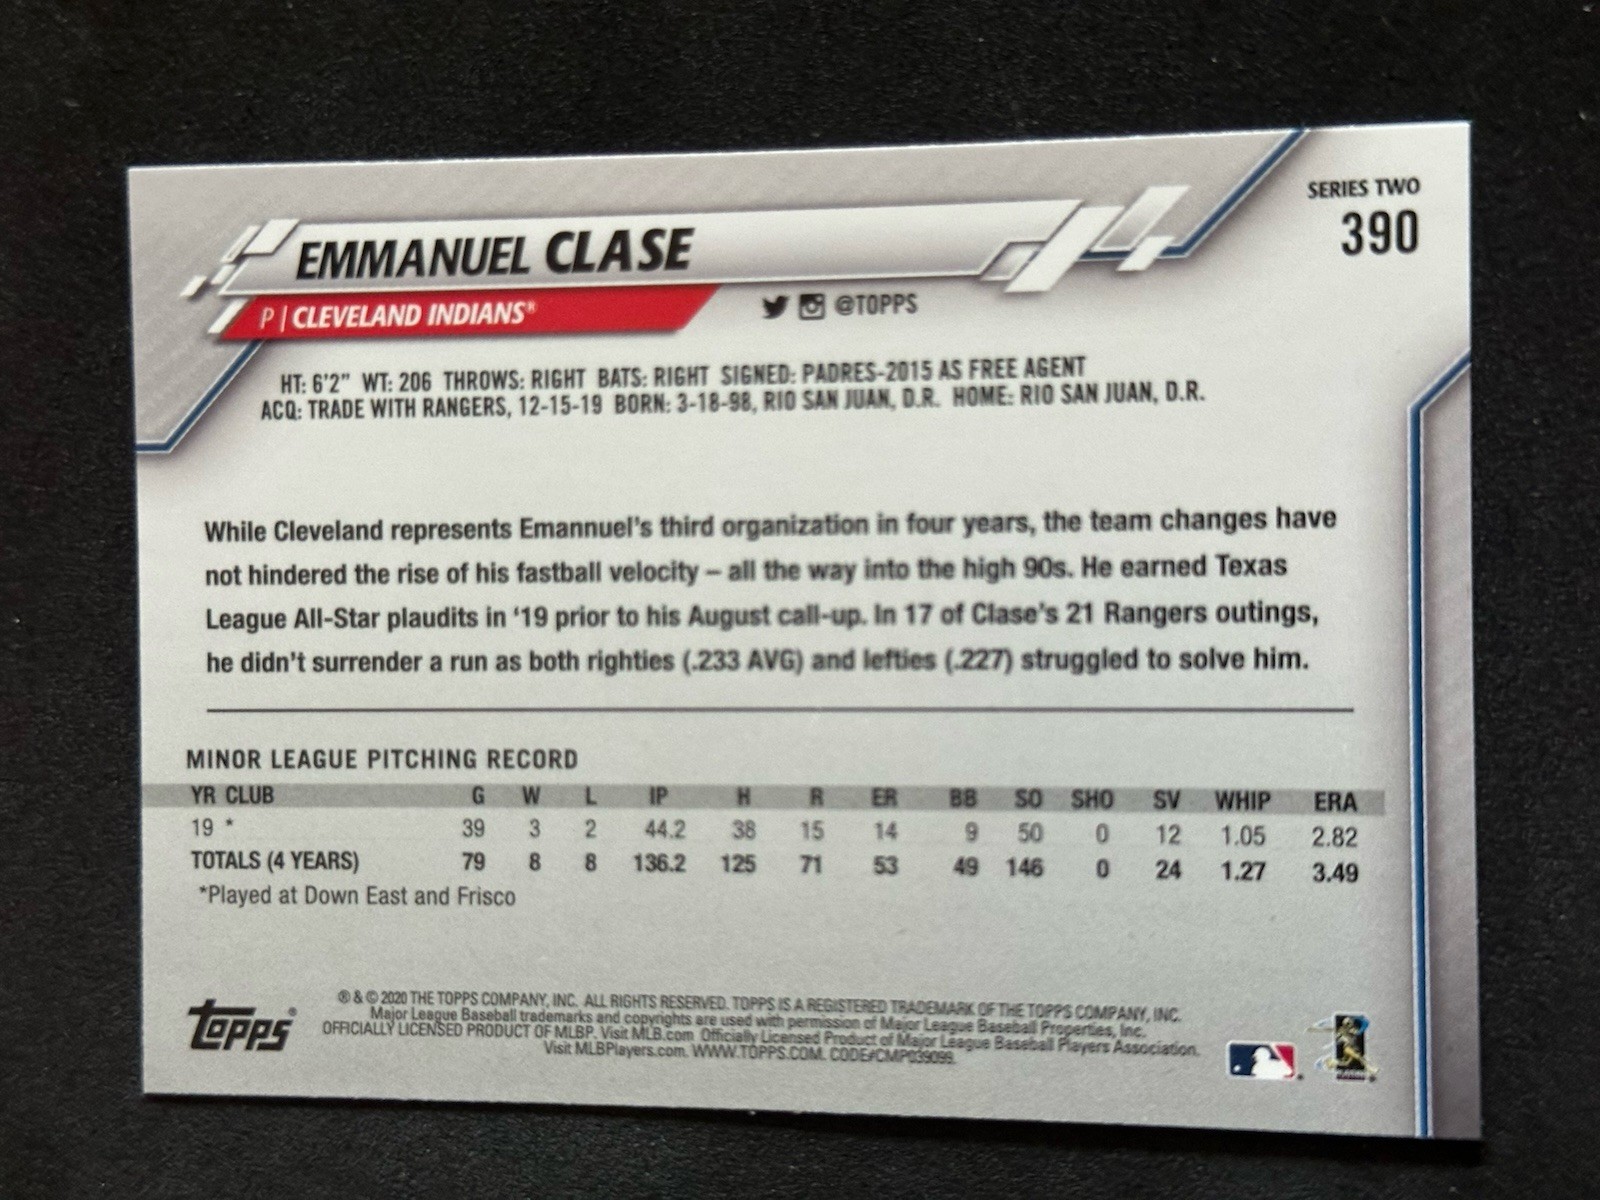 SERIES TWO
390
EMMANUEL CLASE
P | CLEVELAND INDIANS®
@TOPPS
HT: 6'2" WT: 206 THROWS: RIGHT BATS: RIGHT SIGNED: PADRES-2015 AS FREE AGENT
ACQ: TRADE WITH RANGERS, 12-15-19 BORN: 3-18-98, RIO SAN JUAN, D.R. HOME: RIO SAN JUAN, D.R.
While Cleveland represents Emannuel's third organization in four years, the team changes have
not hindered the rise of his fastball velocity – all the way into the high 90s. He earned Texas
League All-Star plaudits in '19 prior to his August call-up. In 17 of Clase's 21 Rangers outings,
he didn't surrender a run as both righties (.233 AVG) and lefties (.227) struggled to solve him.
MINOR LEAGUE PITCHING RECORD
YR CLUB G W L IP H R ER BB SO SHO SV WHIP ERA
19 * 39 3 2 44.2 38 15 14 9 50 0 12 1.05 2.82
TOTALS (4 YEARS) 79 8 8 136.2 125 71 53 49 146 0 24 1.27 3.49
*Played at Down East and Frisco
Topps®
® & © 2020 THE TOPPS COMPANY, INC. ALL RIGHTS RESERVED. TOPPS IS A REGISTERED TRADEMARK OF THE TOPPS COMPANY, INC.
Major League Baseball trademarks and copyrights are used with permission of Major League Baseball Properties, Inc.
OFFICIALLY LICENSED PRODUCT OF MLBP. Visit MLB.com Officially Licensed Product of Major League Baseball Players Association.
Visit MLBPlayers.com. WWW.TOPPS.COM. CODE#CMP039099.